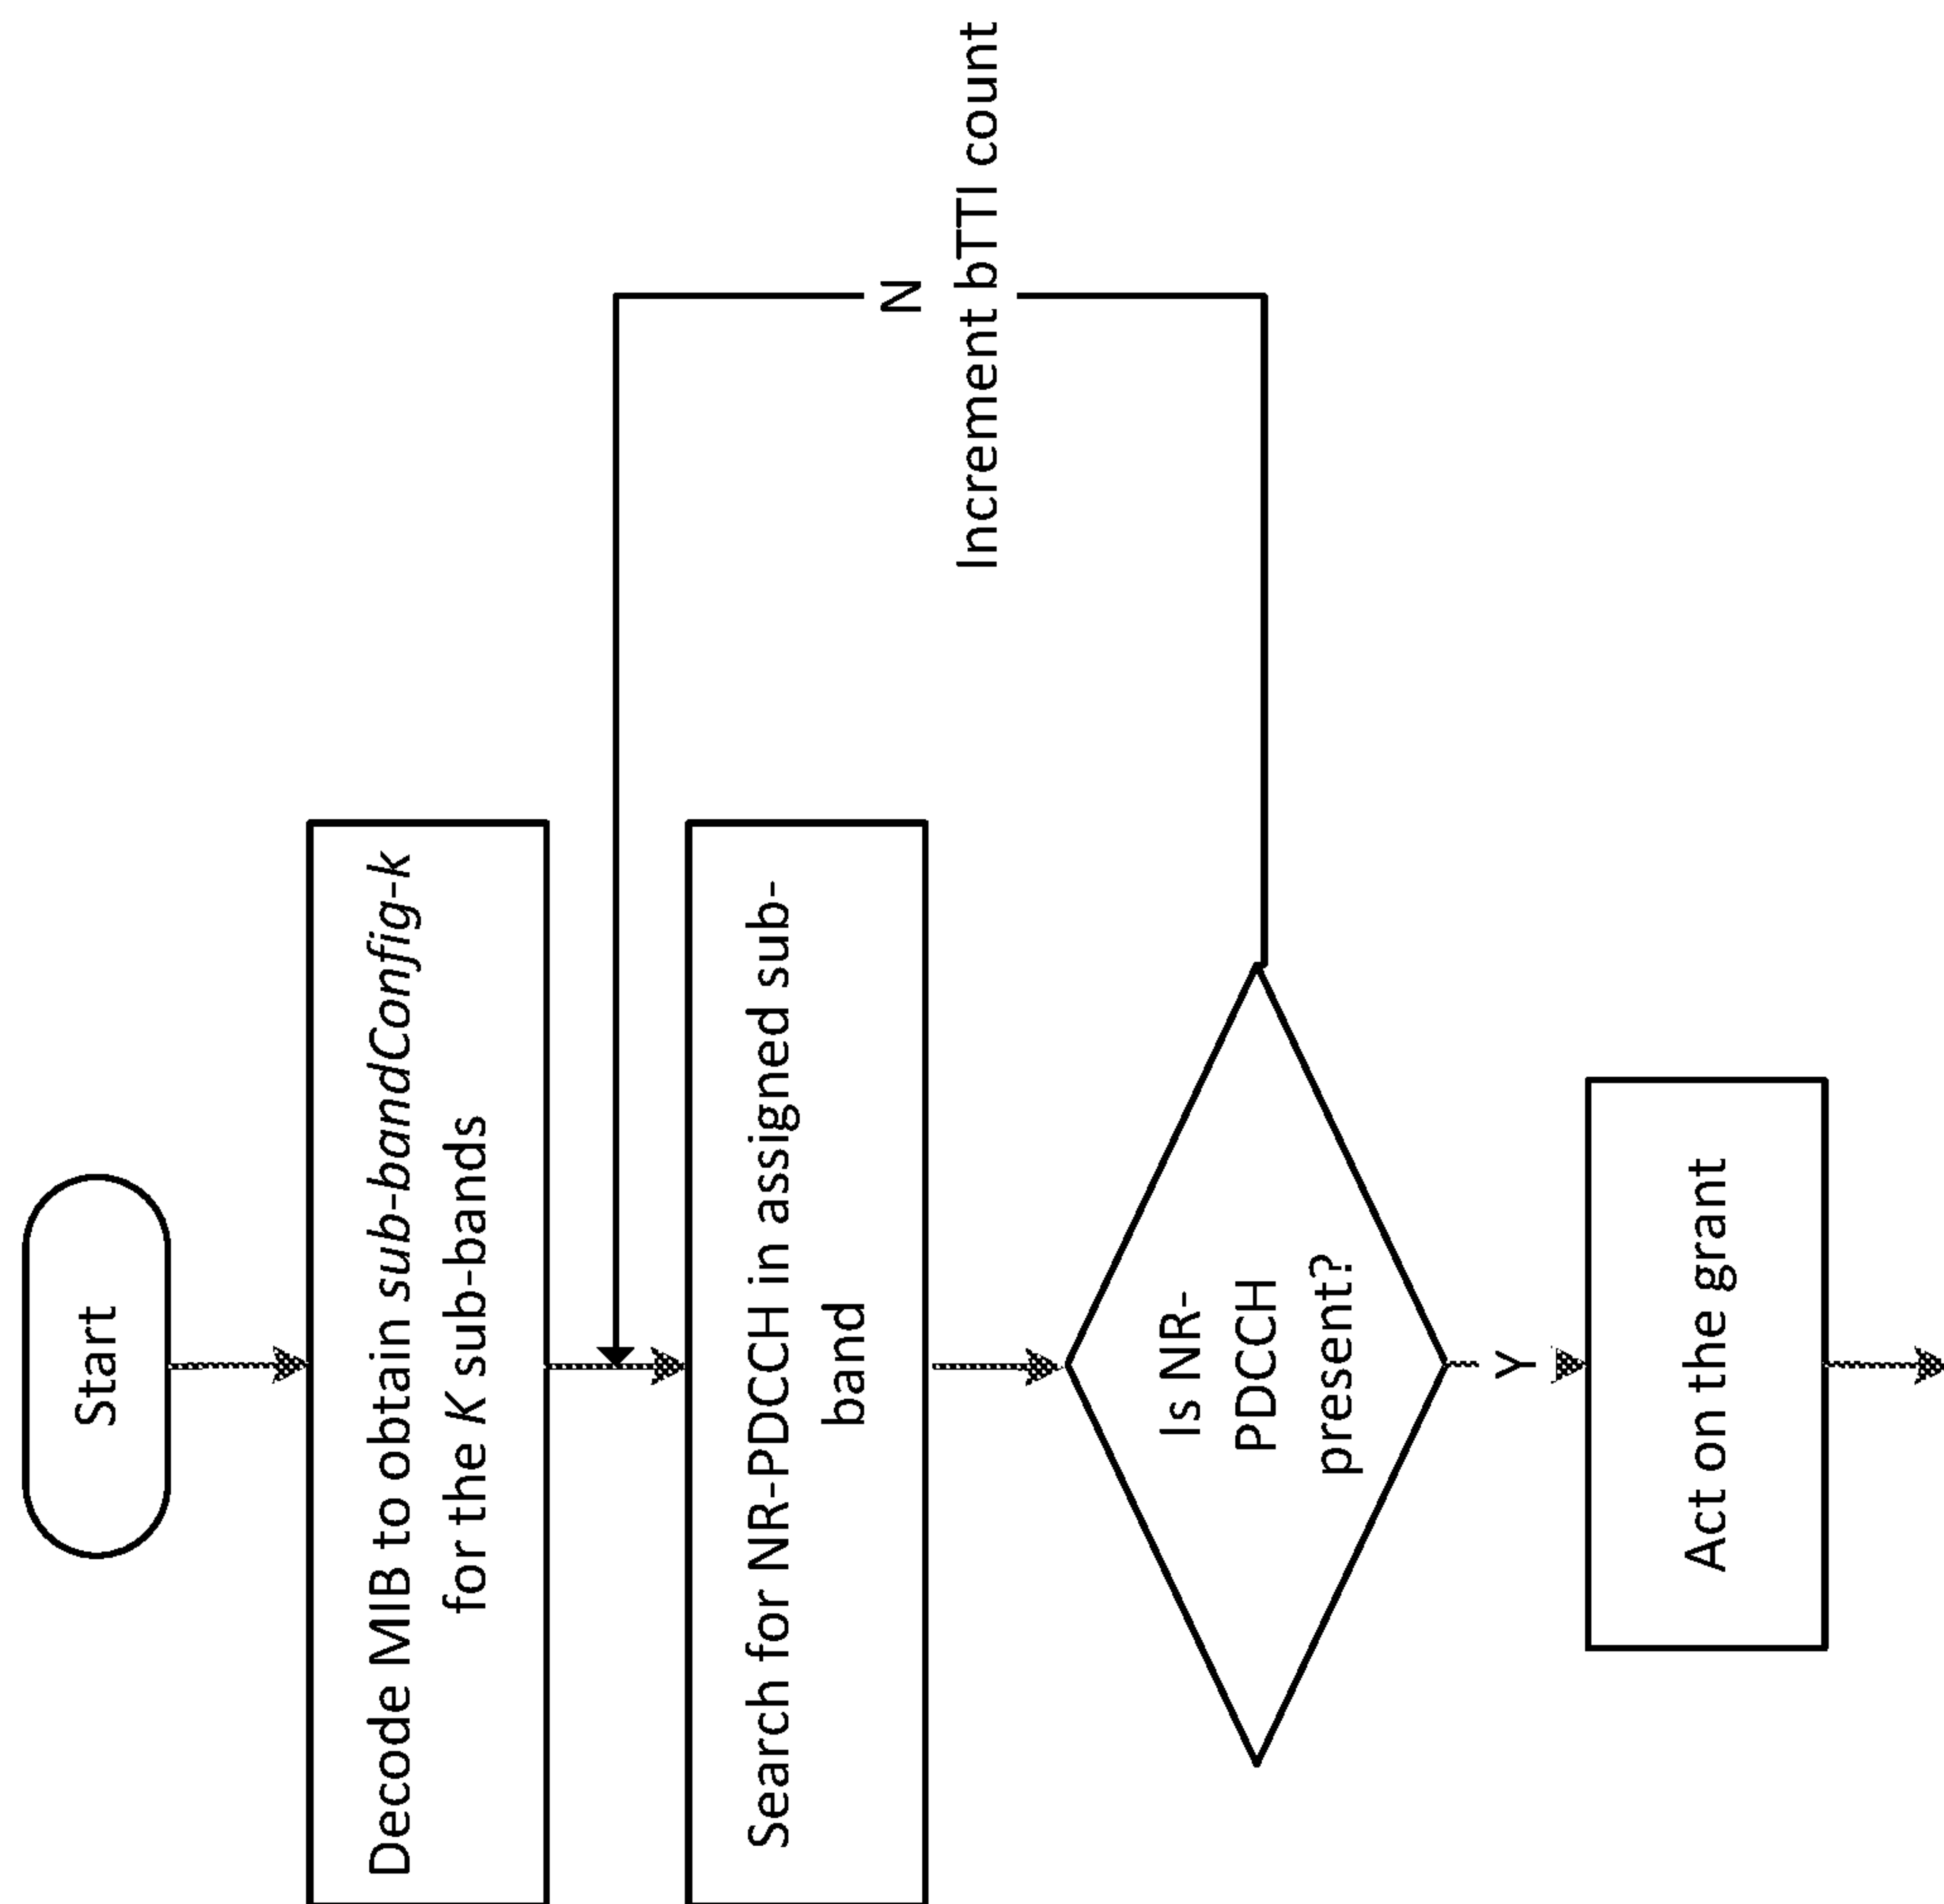 Start
Decode MIB to obtain sub-bandConfig-k
for the K sub-bands
Search for NR-PDCCH in assigned sub-
band
Is NR-
PDCCH
present?
N
Increment bTTI count
Y
Act on the grant